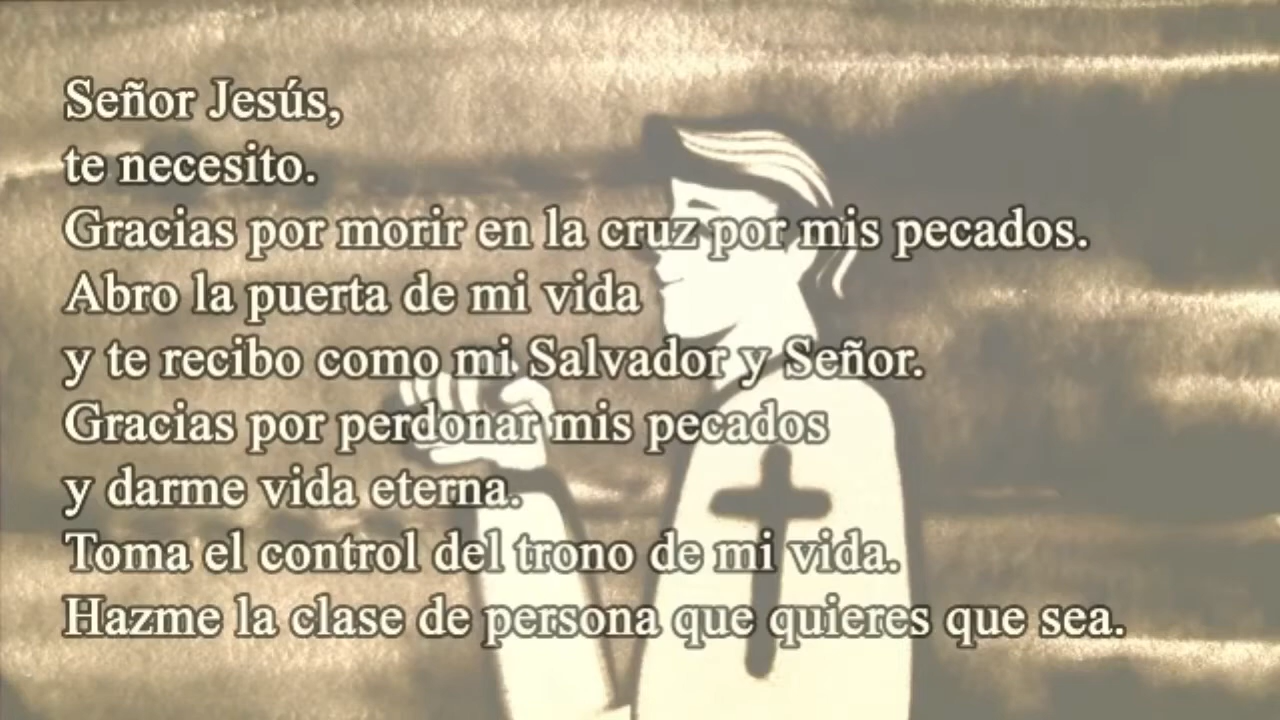 Señor Jesús,
te necesito.
Gracias por morir en la cruz por mis pecados.
Abro la puerta de mi vida
y te recibo como mi Salvador y Señor.
Gracias por perdonar mis pecados
y darme vida eterna.
Toma el control del trono de mi vida.
Hazme la clase de persona que quieres que sea.